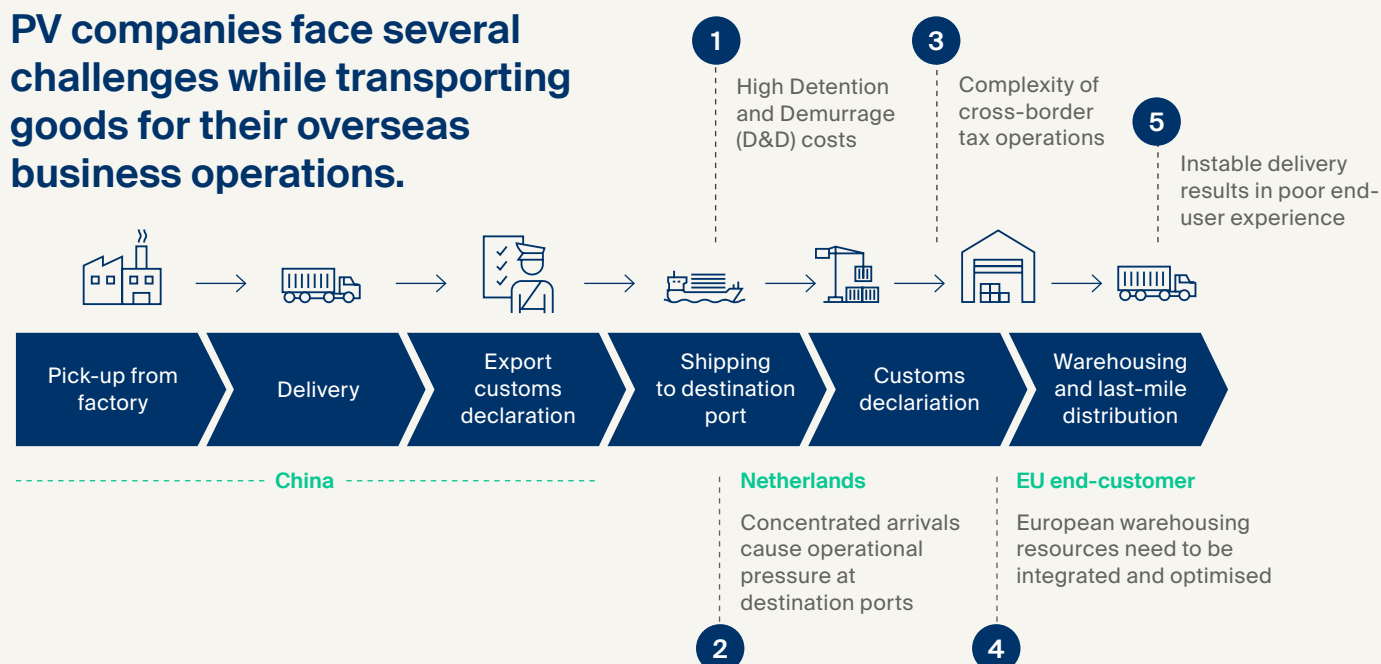 PV companies face several
challenges while transporting
goods for their overseas
business operations.
1
High Detention
and Demurrage
(D&D) costs
3
Complexity of
cross-border
tax operations
5
Instable delivery
results in poor end-
user experience
Pick-up from
factory
Delivery
Export
customs
declaration
Shipping
to destination
port
Customs
declariation
Warehousing
and last-mile
distribution
China
Netherlands
Concentrated arrivals
cause operational
pressure at
destination ports
2
EU end-customer
European warehousing
resources need to be
integrated and optimised
4